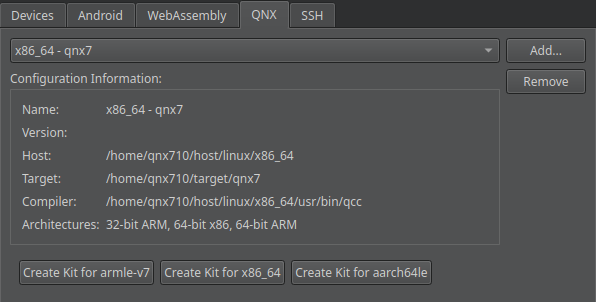 Devices Android WebAssembly QNX SSH
x86_64 - qnx7 Add...
Configuration Information: Remove
Name: x86_64 - qnx7
Version:
Host: /home/qnx710/host/linux/x86_64
Target: /home/qnx710/target/qnx7
Compiler: /home/qnx710/host/linux/x86_64/usr/bin/qcc
Architectures: 32-bit ARM, 64-bit x86, 64-bit ARM
Create Kit for armle-v7 Create Kit for x86_64 Create Kit for aarch64le